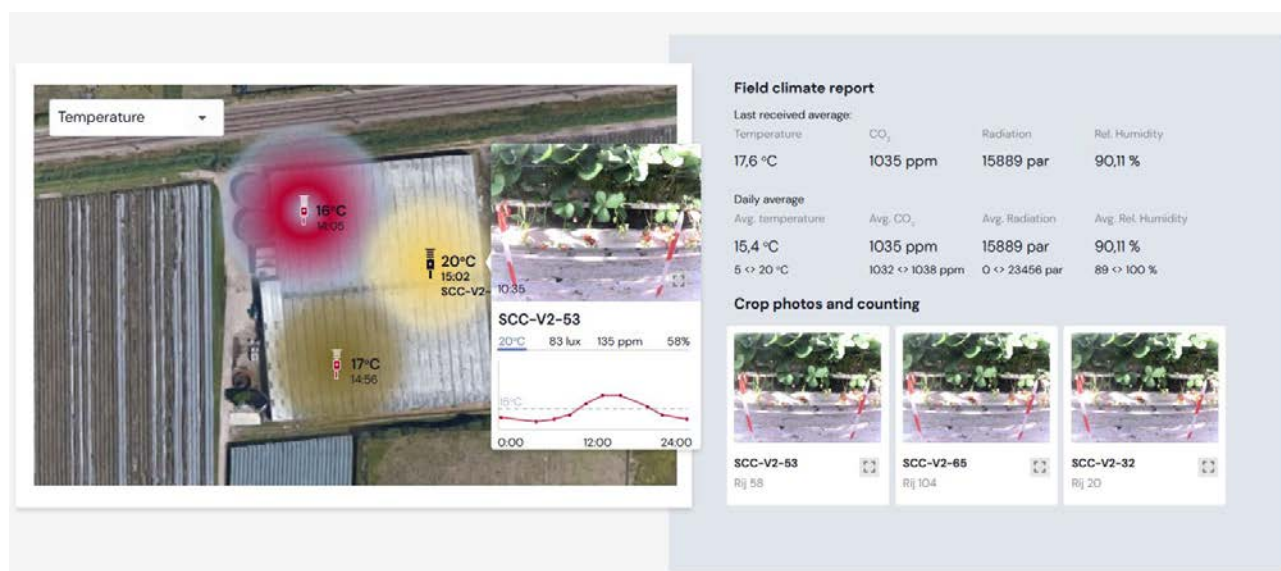 Temperature
16°C
14:05
20°C
15:02
SCC-V2-
17°C
14:56
10:35
SCC-V2-53
20°C 83 lux 135 ppm 58%
15°C
0:00 12:00 24:00
Field climate report
Last received average:
Temperature CO₂ Radiation Rel. Humidity
17,6 °C 1035 ppm 15889 par 90,11 %
Daily average
Avg. temperature Avg. CO₂ Avg. Radiation Avg. Rel. Humidity
15,4 °C 1035 ppm 15889 par 90,11 %
5 <> 20 °C 1032 <> 1038 ppm 0 <> 23456 par 89 <> 100 %
Crop photos and counting
SCC-V2-53 SCC-V2-65 SCC-V2-32
Rij 58 Rij 104 Rij 20